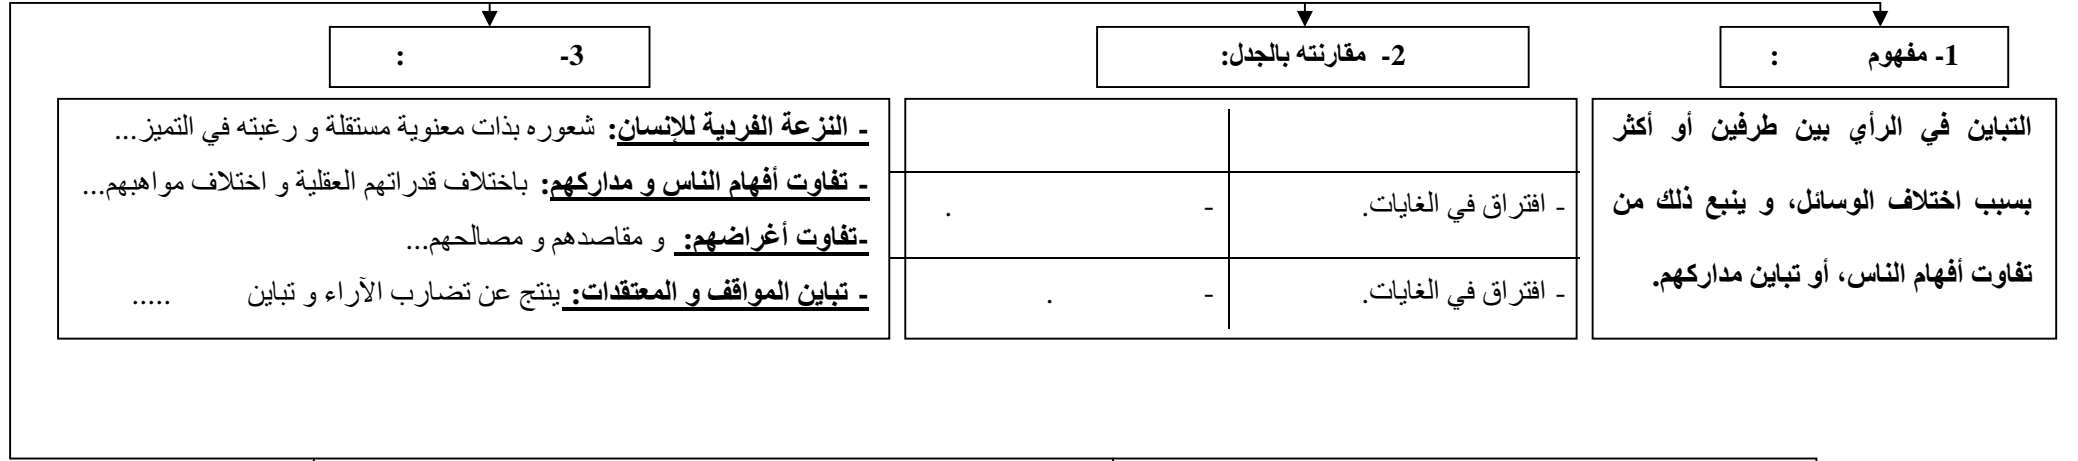 1- مفهوم :
2- مقارنته بالجدل:
3- :
التباين في الرأي بين طرفين أو أكثر
بسبب اختلاف الوسائل، و ينبع ذلك من
تفاوت أفهام الناس، أو تباين مداركهم.
- افتراق في الغايات.
- .
- افتراق في الغايات.
- .
- النزعة الفردية للإنسان: شعوره بذات معنوية مستقلة و رغبته في التميز...
- تفاوت أفهام الناس و مداركهم: باختلاف قدراتهم العقلية و اختلاف مواهبهم...
-تفاوت أغراضهم: و مقاصدهم و مصالحهم...
- تباين المواقف و المعتقدات: ينتج عن تضارب الآراء و تباين .....